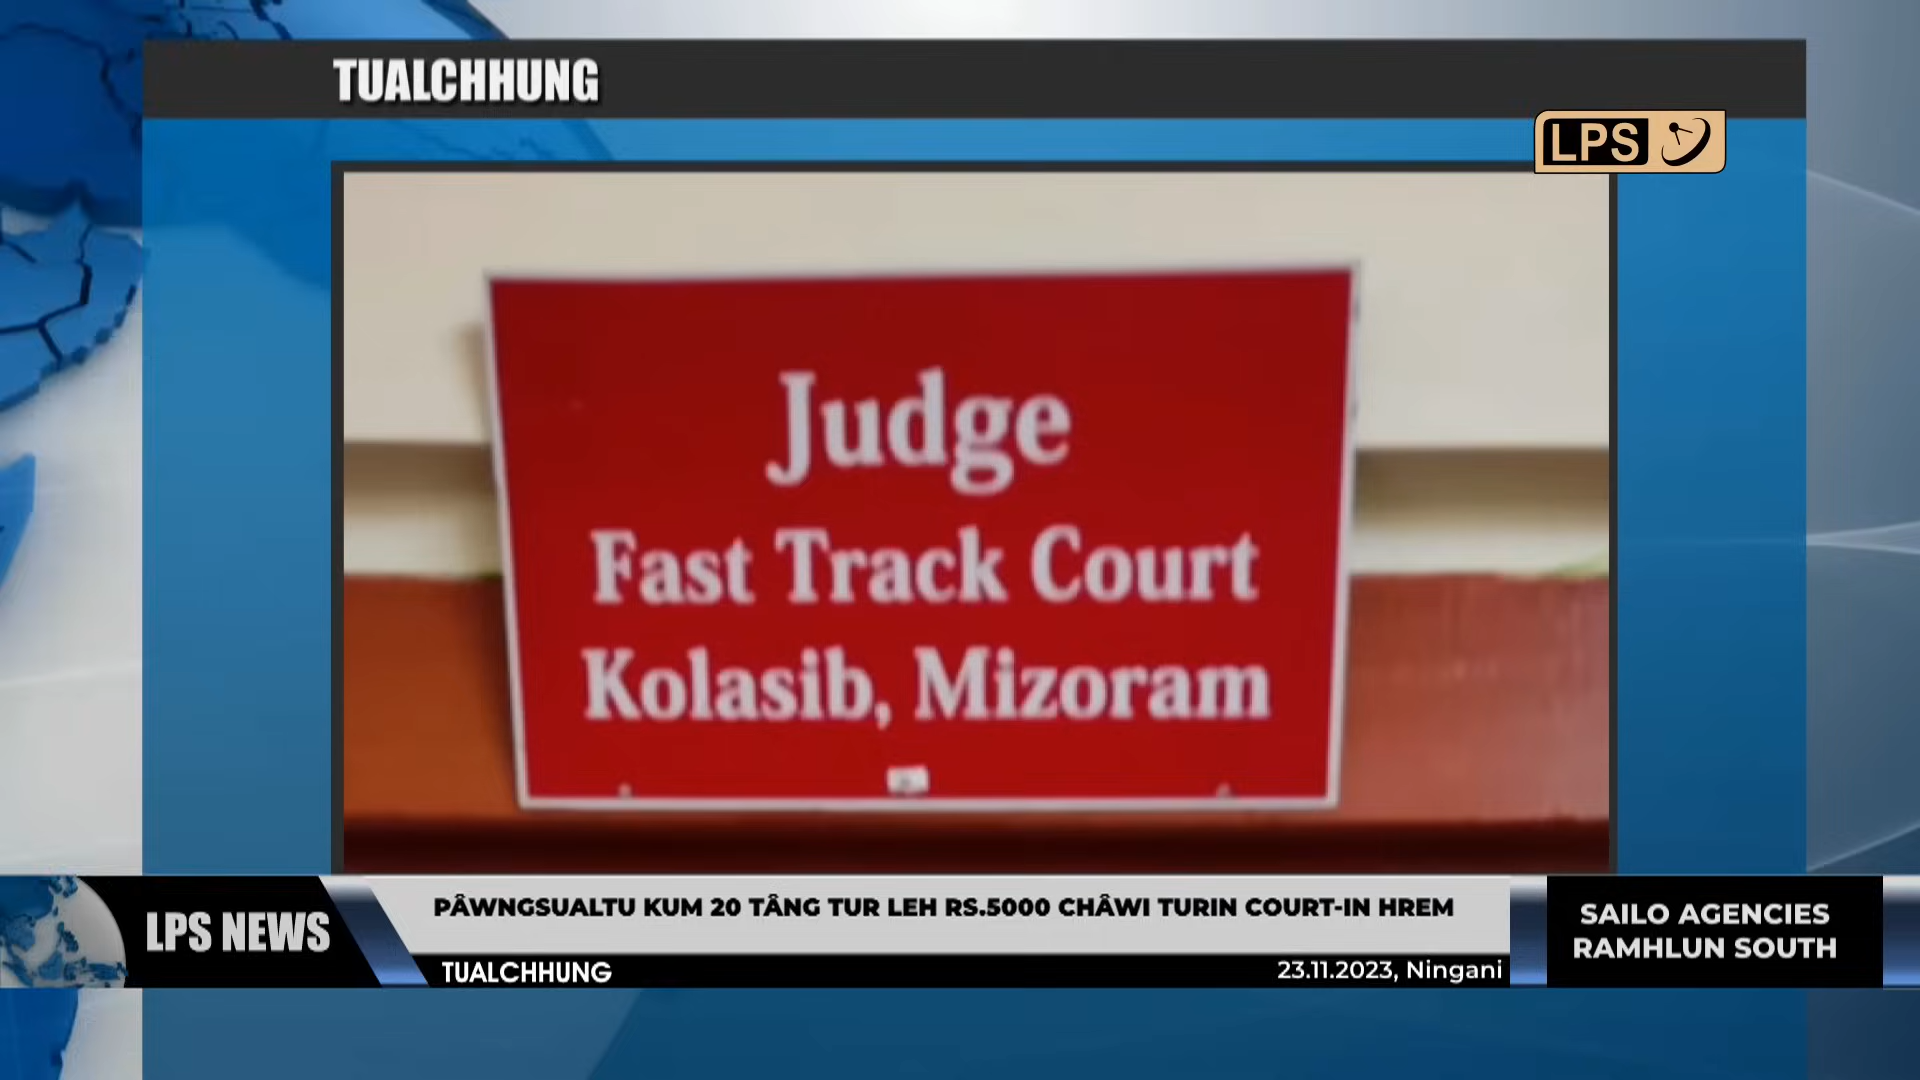 TUALCHHUNG
LPS
Judge
Fast Track Court
Kolasib, Mizoram
LPS NEWS
PÂWNGSUALTU KUM 20 TÂNG TUR LEH RS.5000 CHÂWI TURIN COURT-IN HREM
TUALCHHUNG
23.11.2023, Ningani
SAILO AGENCIES
RAMHLUN SOUTH